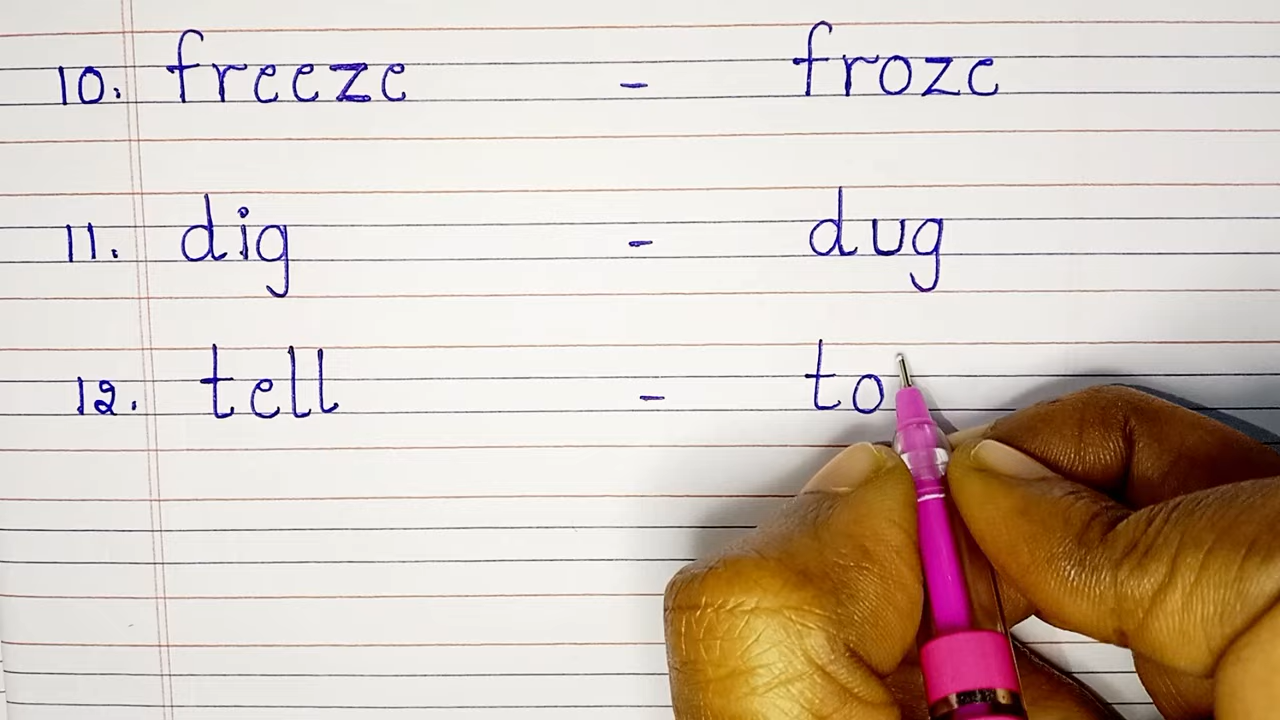 10. freeze - froze
11. dig - dug
12. tell - to